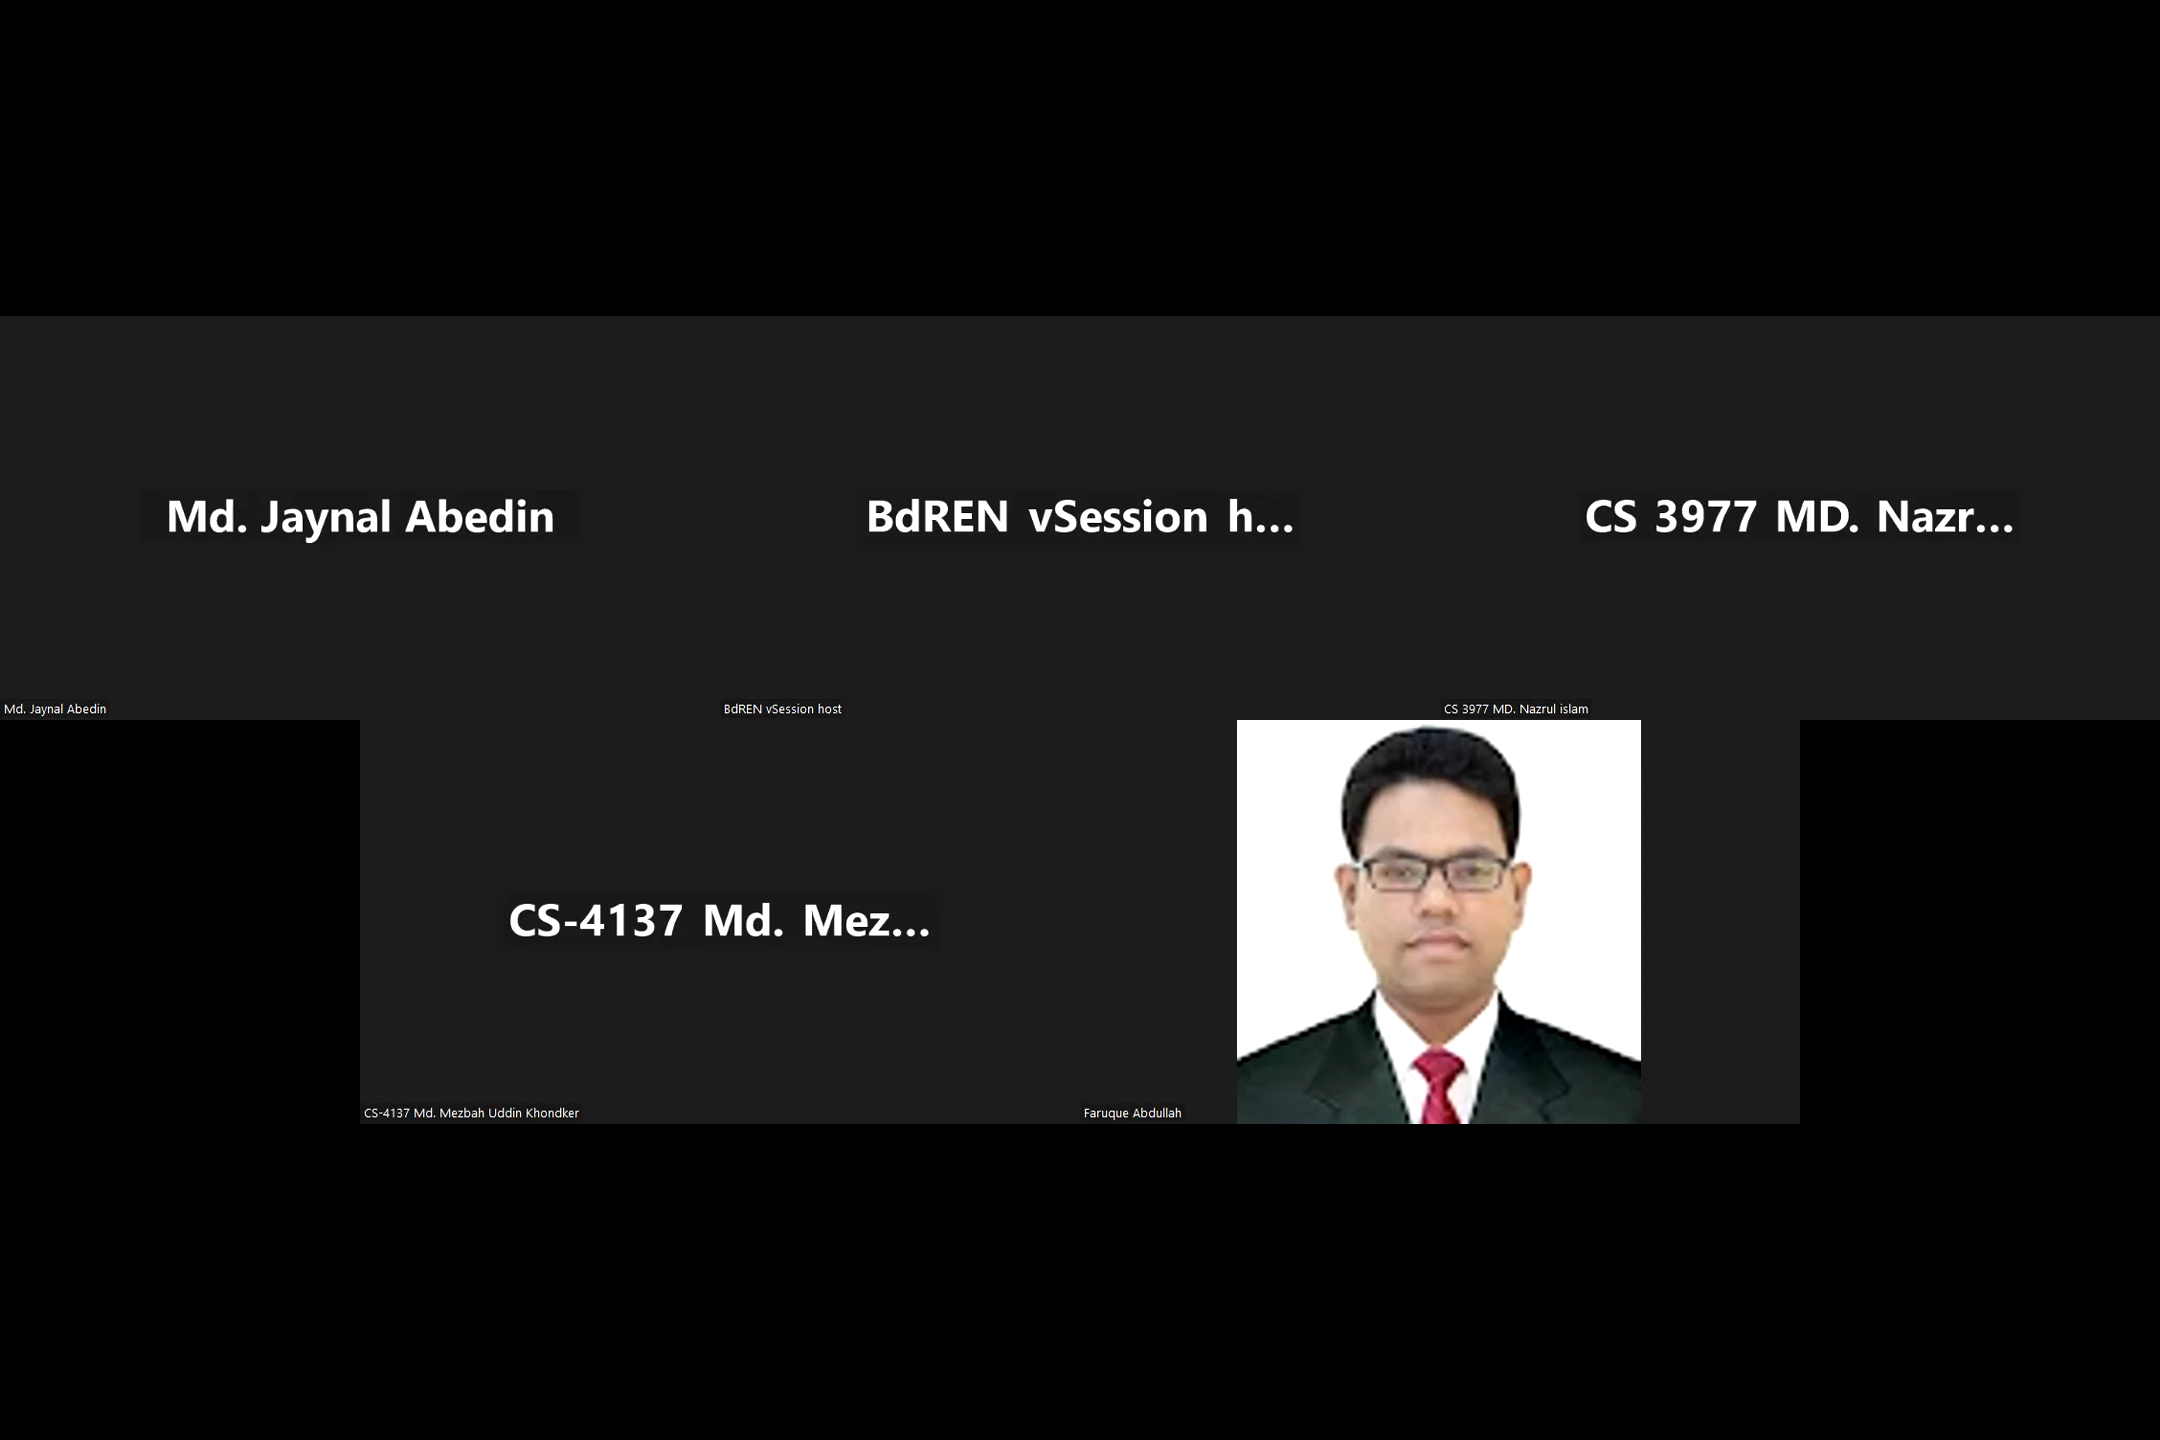 Md. Jaynal Abedin
BdREN vSession h...
CS 3977 MD. Nazr...
Md. Jaynal Abedin
BdREN vSession host
CS 3977 MD. Nazrul islam
CS-4137 Md. Mez...
CS-4137 Md. Mezbah Uddin Khondker
Faruque Abdullah